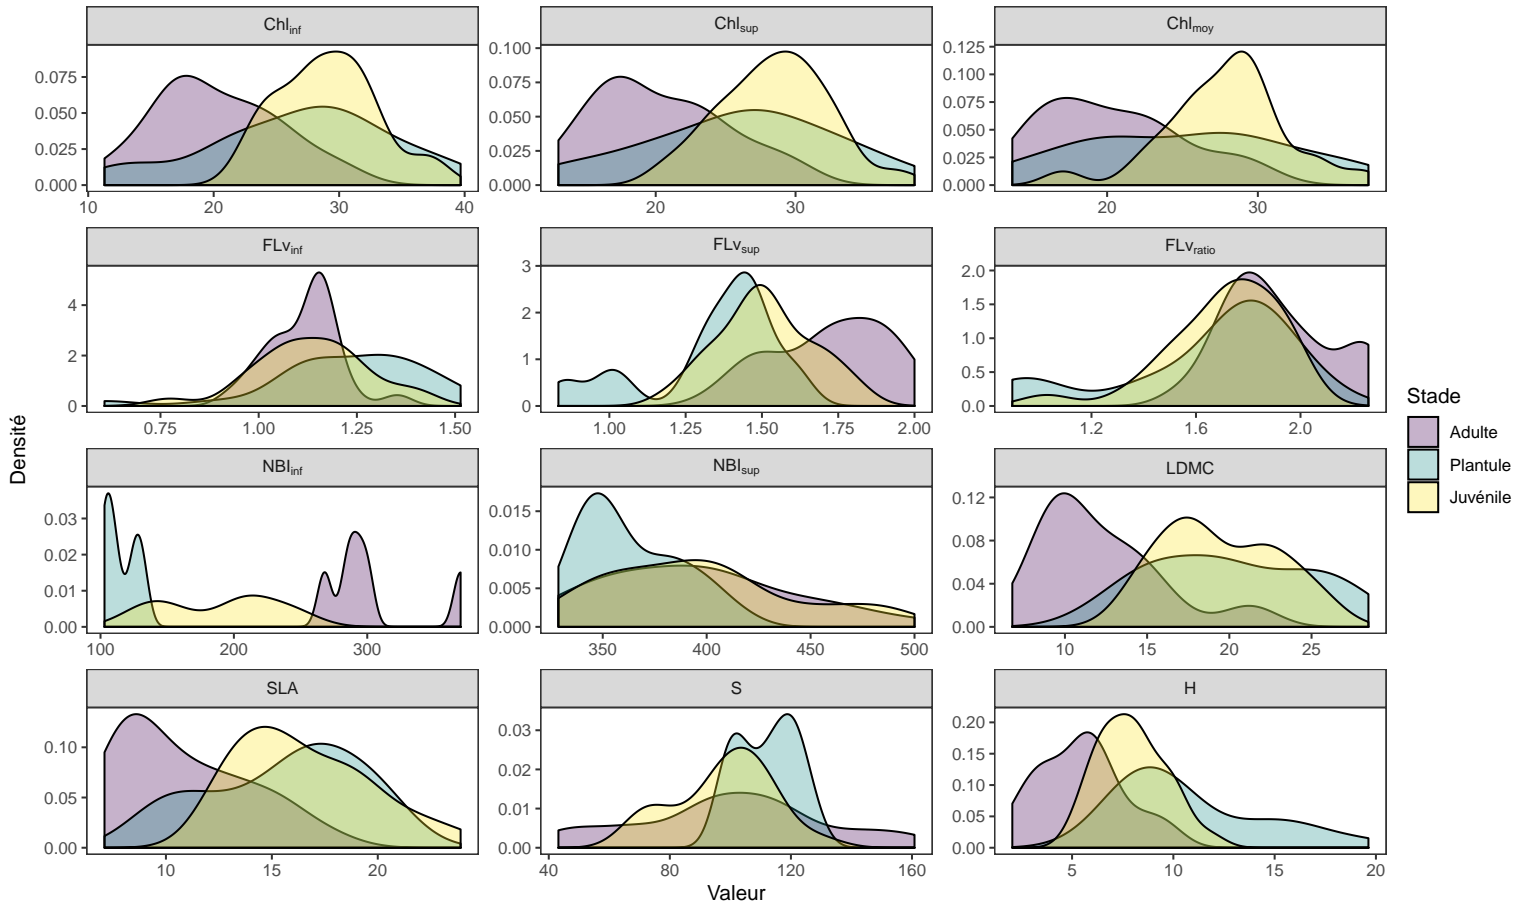 Chlinf
Chlsup
Chlmoy
0.075
0.050
0.025
0.000
10 20 30 40
0.100
0.075
0.050
0.025
0.000
20 30
0.125
0.100
0.075
0.050
0.025
0.000
20 30
FLvinf
FLvsup
FLvratio
4
2
0
0.75 1.00 1.25 1.50
3
2
1
0
1.00 1.25 1.50 1.75 2.00
2.0
1.5
1.0
0.5
0.0
1.2 1.6 2.0
NBIinf
NBIsup
LDMC
0.03
0.02
0.01
0.00
100 200 300
0.015
0.010
0.005
0.000
350 400 450 500
0.12
0.08
0.04
0.00
10 15 20 25
SLA
S
H
0.10
0.05
0.00
10 15 20
0.03
0.02
0.01
0.00
40 80 120 160
0.20
0.15
0.10
0.05
0.00
5 10 15 20
Densité
Valeur
Stade
Adulte
Plantule
Juvénile